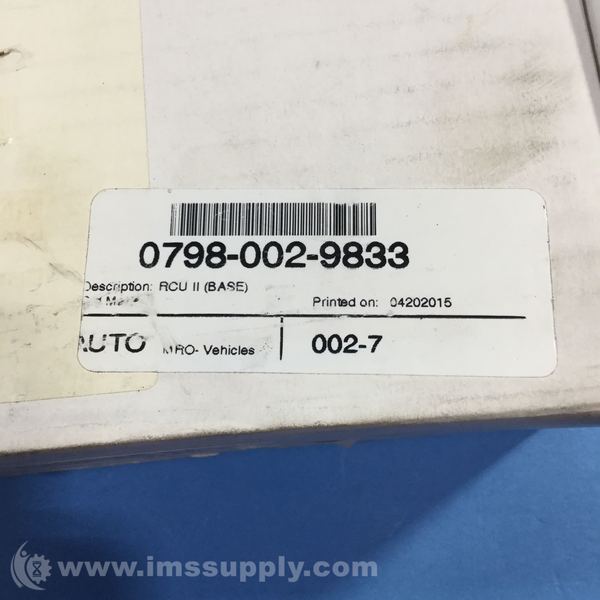 0798-002-9833
Description: RCU II (BASE)
Printed on: 04202015
AUTO MRO- Vehicles 002-7
www.imssupply.com